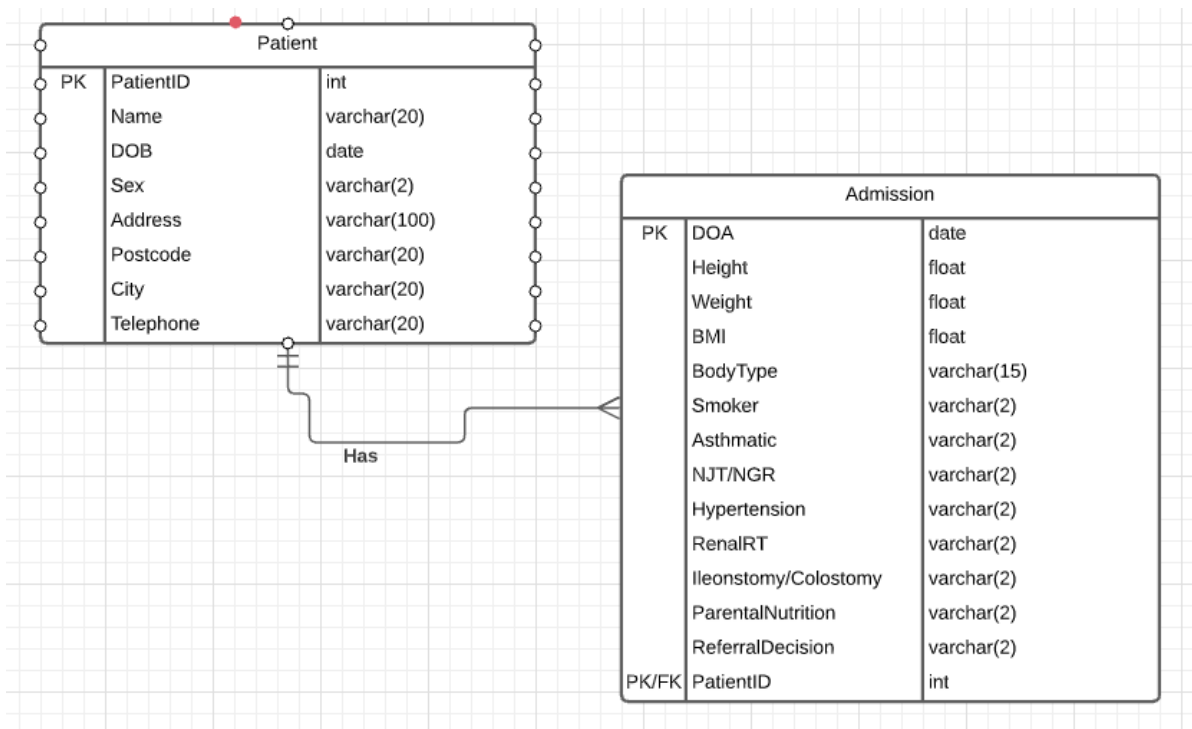 Patient
PK PatientID int
Name varchar(20)
DOB date
Sex varchar(2)
Address varchar(100)
Postcode varchar(20)
City varchar(20)
Telephone varchar(20)
Has
Admission
PK DOA date
Height float
Weight float
BMI float
BodyType varchar(15)
Smoker varchar(2)
Asthmatic varchar(2)
NJT/NGR varchar(2)
Hypertension varchar(2)
RenalRT varchar(2)
Ileonstomy/Colostomy varchar(2)
ParentalNutrition varchar(2)
ReferralDecision varchar(2)
PK/FK PatientID int